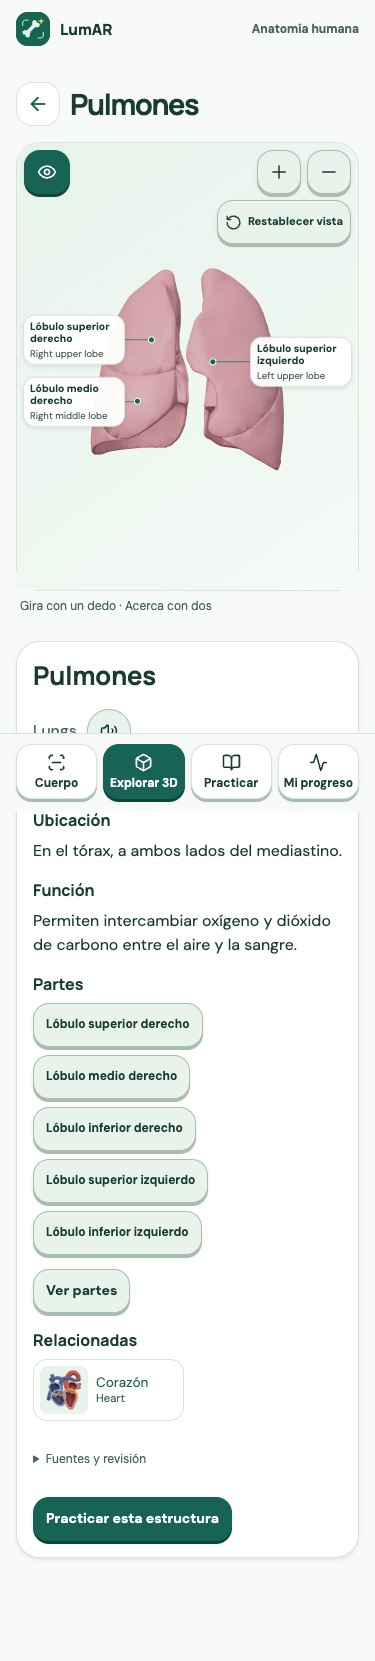 LumAR
Anatomía humana
Pulmones
Restablecer vista
Lóbulo superior
derecho
Right upper lobe
Lóbulo superior
izquierdo
Left upper lobe
Lóbulo medio
derecho
Right middle lobe
Gira con un dedo · Acerca con dos
Pulmones
Lungs
Cuerpo
Explorar 3D
Practicar
Mi progreso
Ubicación
En el tórax, a ambos lados del mediastino.
Función
Permiten intercambiar oxígeno y dióxido
de carbono entre el aire y la sangre.
Partes
Lóbulo superior derecho
Lóbulo medio derecho
Lóbulo inferior derecho
Lóbulo superior izquierdo
Lóbulo inferior izquierdo
Ver partes
Relacionadas
Corazón
Heart
Fuentes y revisión
Practicar esta estructura